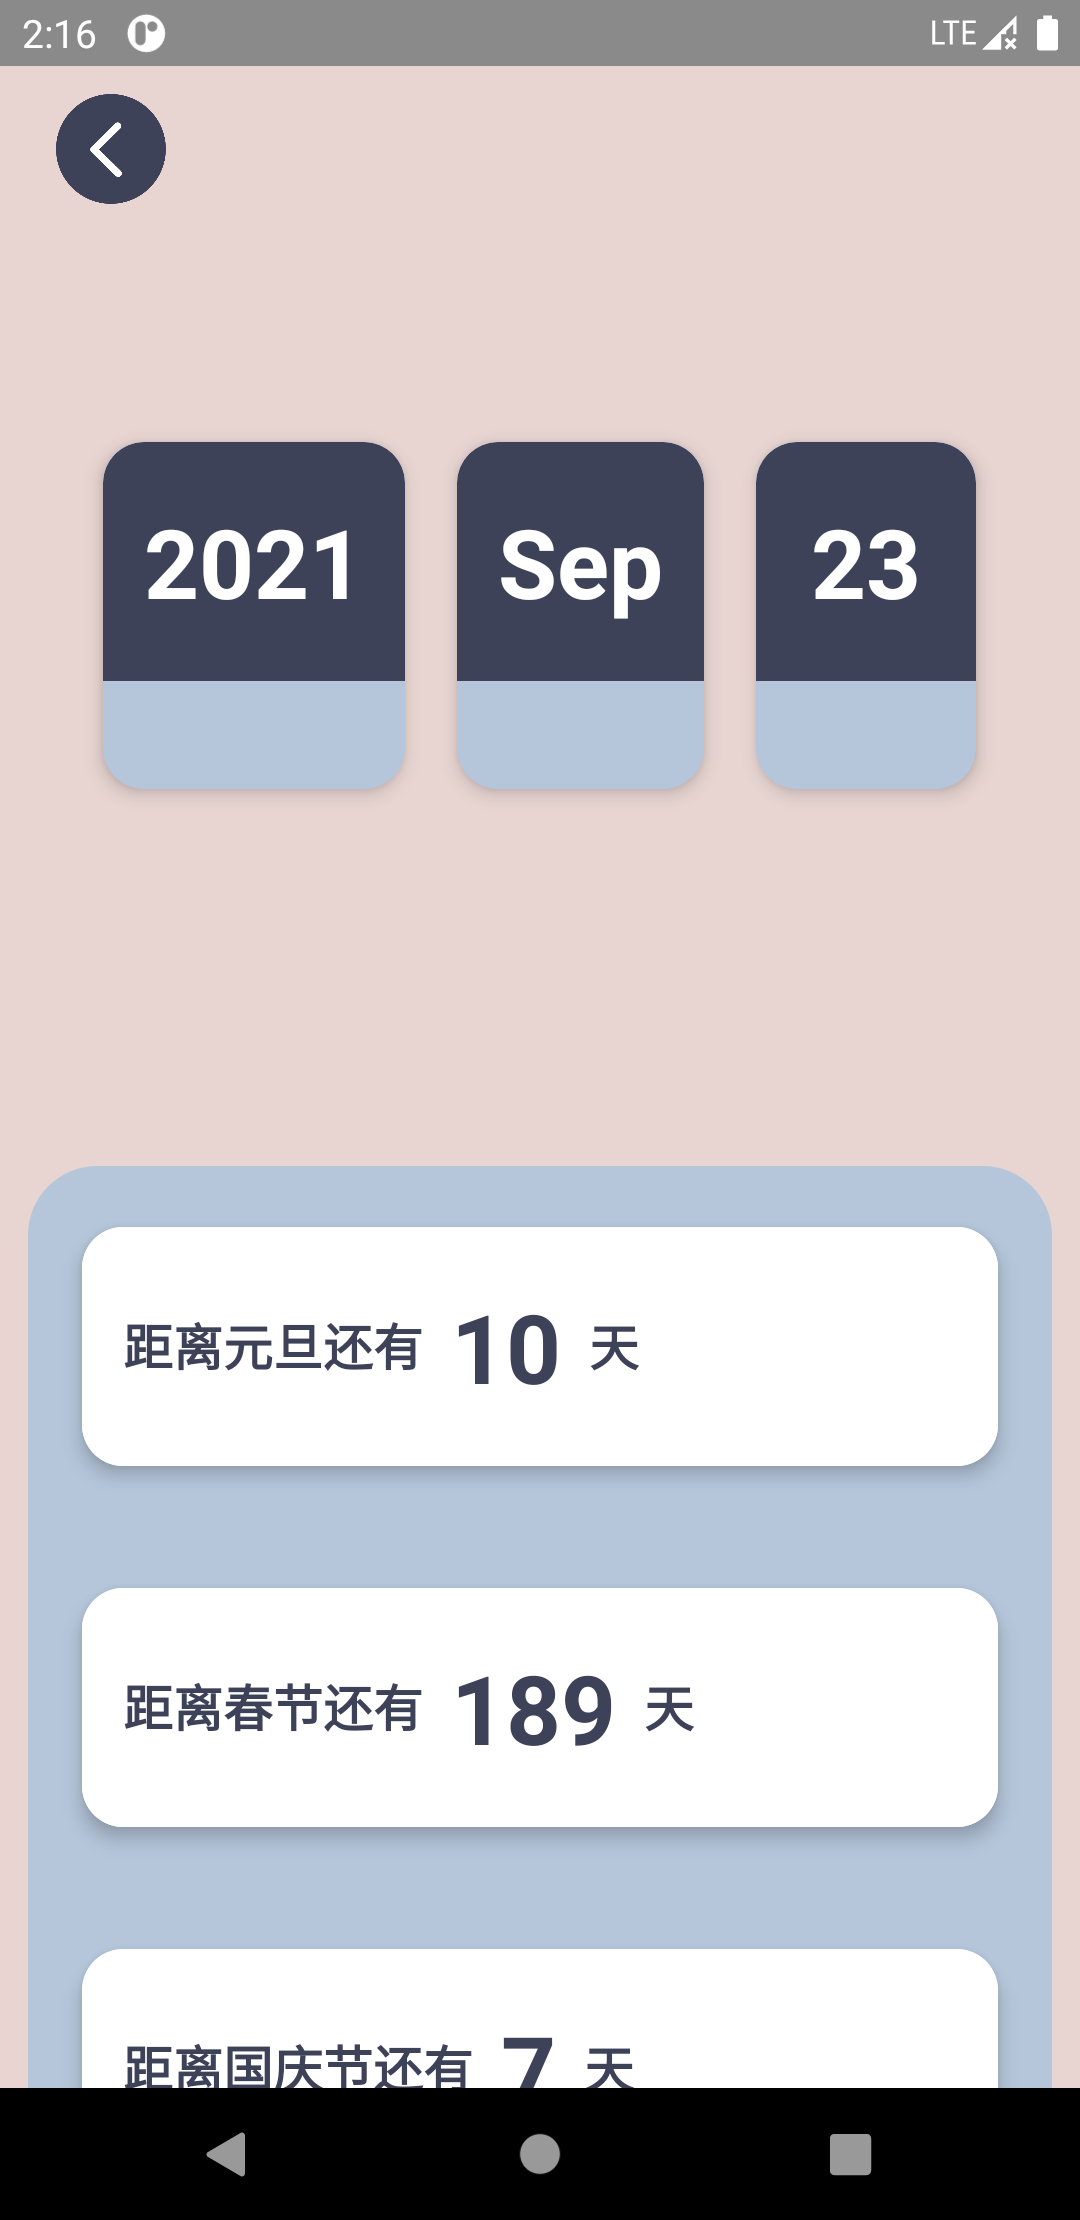 2:16 LTE
2021 Sep 23
距离元旦还有 10 天
距离春节还有 189 天
距离国庆节还有 7 天